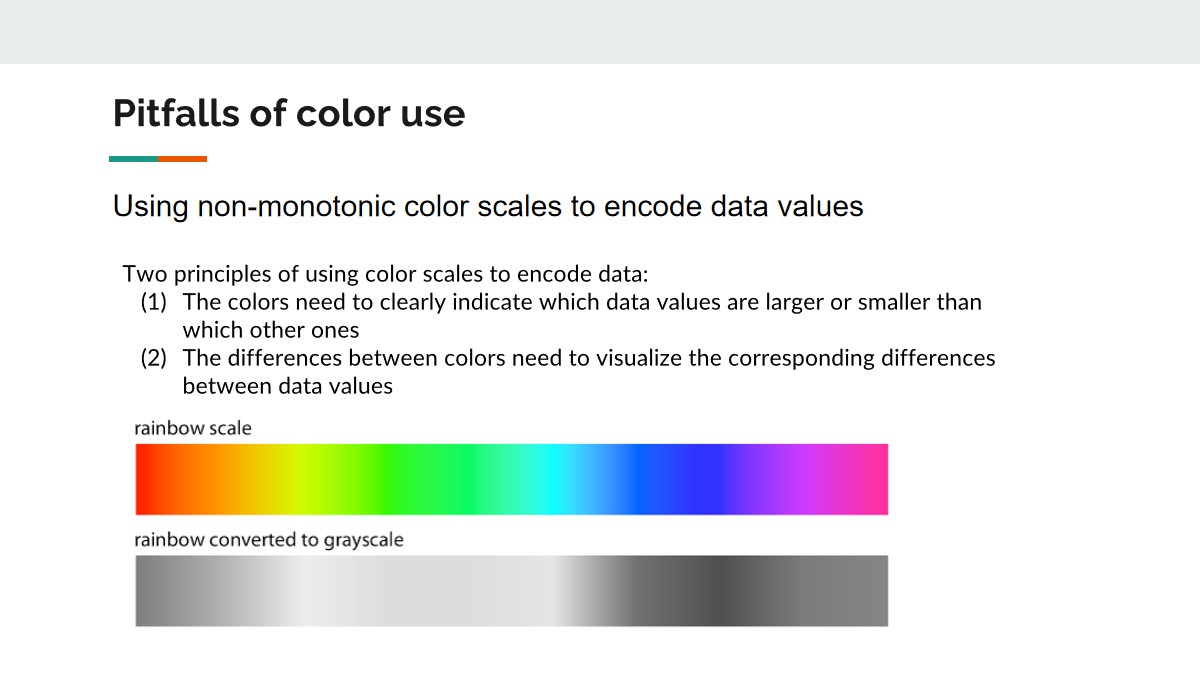 Pitfalls of color use
Using non-monotonic color scales to encode data values
Two principles of using color scales to encode data:
(1) The colors need to clearly indicate which data values are larger or smaller than
which other ones
(2) The differences between colors need to visualize the corresponding differences
between data values
rainbow scale
rainbow converted to grayscale